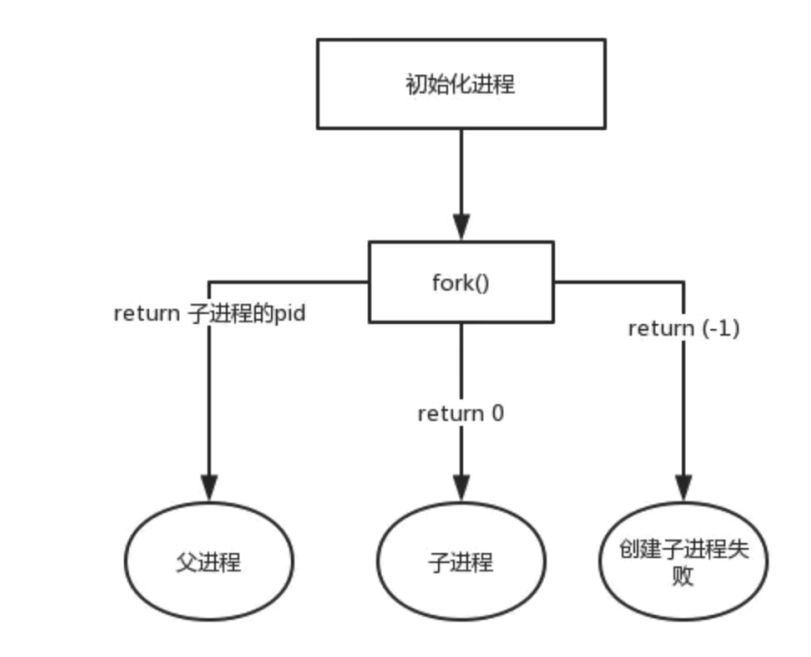 初始化进程
fork()
return 子进程的pid
return (-1)
return 0
父进程
子进程
创建子进程失
败